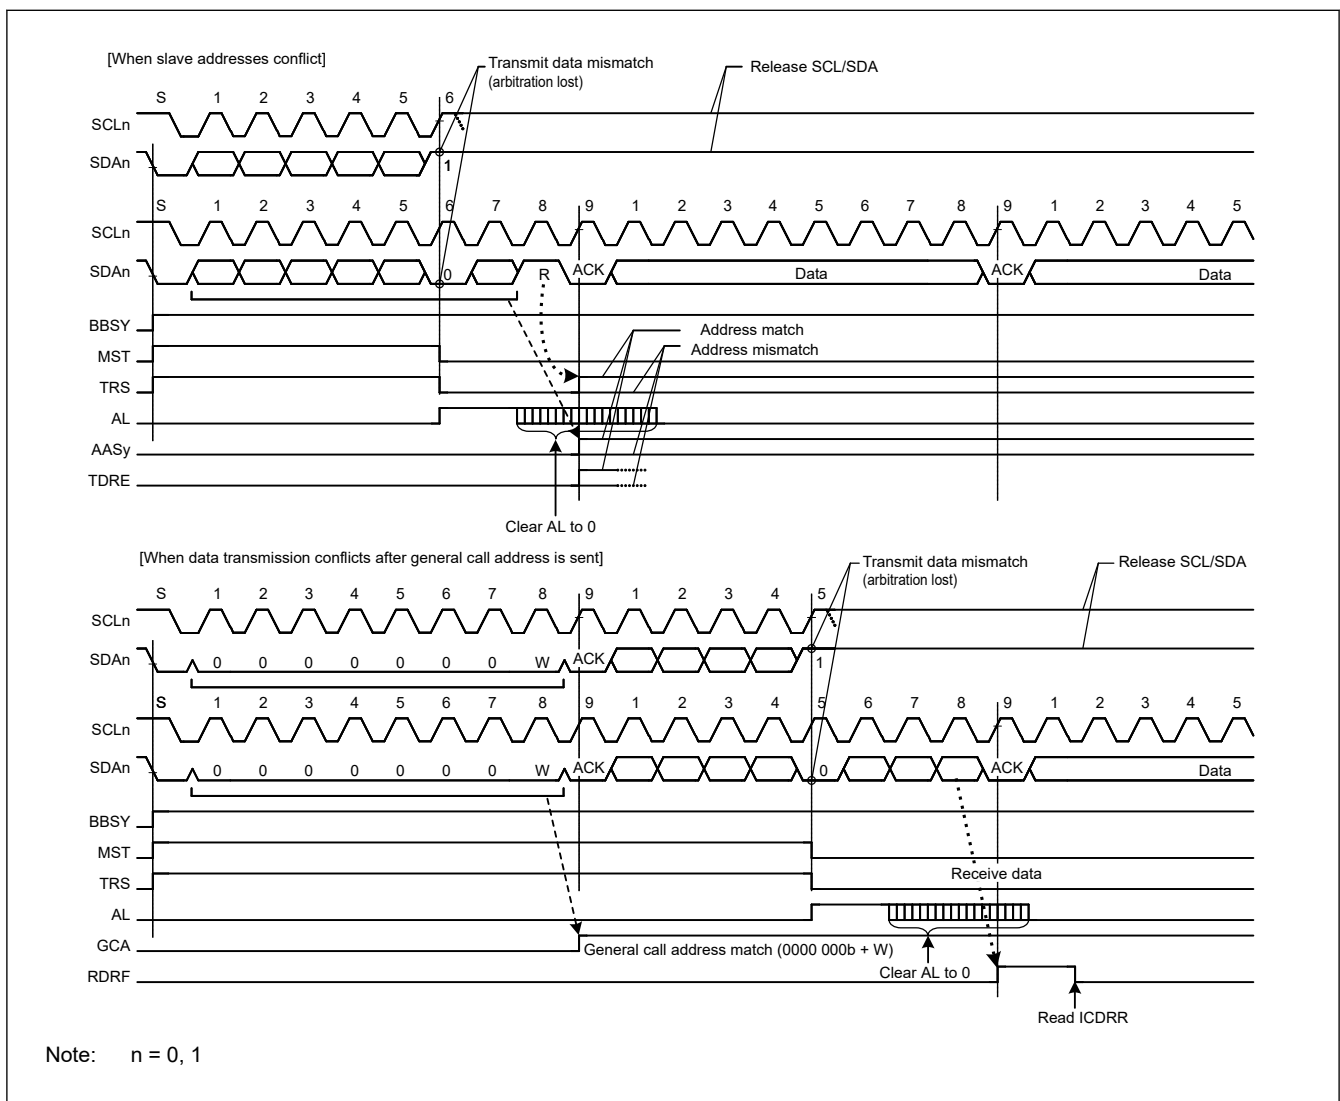 [When slave addresses conflict]
Transmit data mismatch
(arbitration lost)
Release SCL/SDA
S 1 2 3 4 5 6
SCLn
SDAn
1
S 1 2 3 4 5 6 7 8 9 1 2 3 4 5 6 7 8 9 1 2 3 4 5
SCLn
SDAn 0 R ACK Data ACK Data
BBSY
Address match
MST
Address mismatch
TRS
AL
AASy
TDRE
Clear AL to 0
[When data transmission conflicts after general call address is sent]
Transmit data mismatch
(arbitration lost)
Release SCL/SDA
S 1 2 3 4 5 6 7 8 9 1 2 3 4 5
SCLn
SDAn 0 0 0 0 0 0 0 W ACK 1
S 1 2 3 4 5 6 7 8 9 1 2 3 4 5 6 7 8 9 1 2 3 4 5
SCLn
SDAn 0 0 0 0 0 0 0 W ACK 0 ACK Data
BBSY
MST
Receive data
TRS
AL
GCA
General call address match (0000 000b + W)
Clear AL to 0
RDRF
Read ICDRR
Note: n = 0, 1